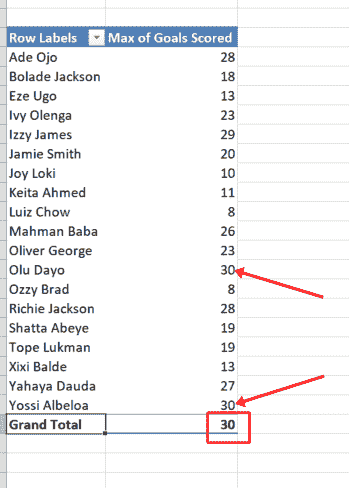 Row Labels Max of Goals Scored
Ade Ojo 28
Bolade Jackson 18
Eze Ugo 13
Ivy Olenga 23
Izzy James 29
Jamie Smith 20
Joy Loki 10
Keita Ahmed 11
Luiz Chow 8
Mahman Baba 26
Oliver George 23
Olu Dayo 30
Ozzy Brad 8
Richie Jackson 28
Shatta Abeye 19
Tope Lukman 19
Xixi Balde 13
Yahaya Dauda 27
Yossi Albeloa 30
Grand Total 30